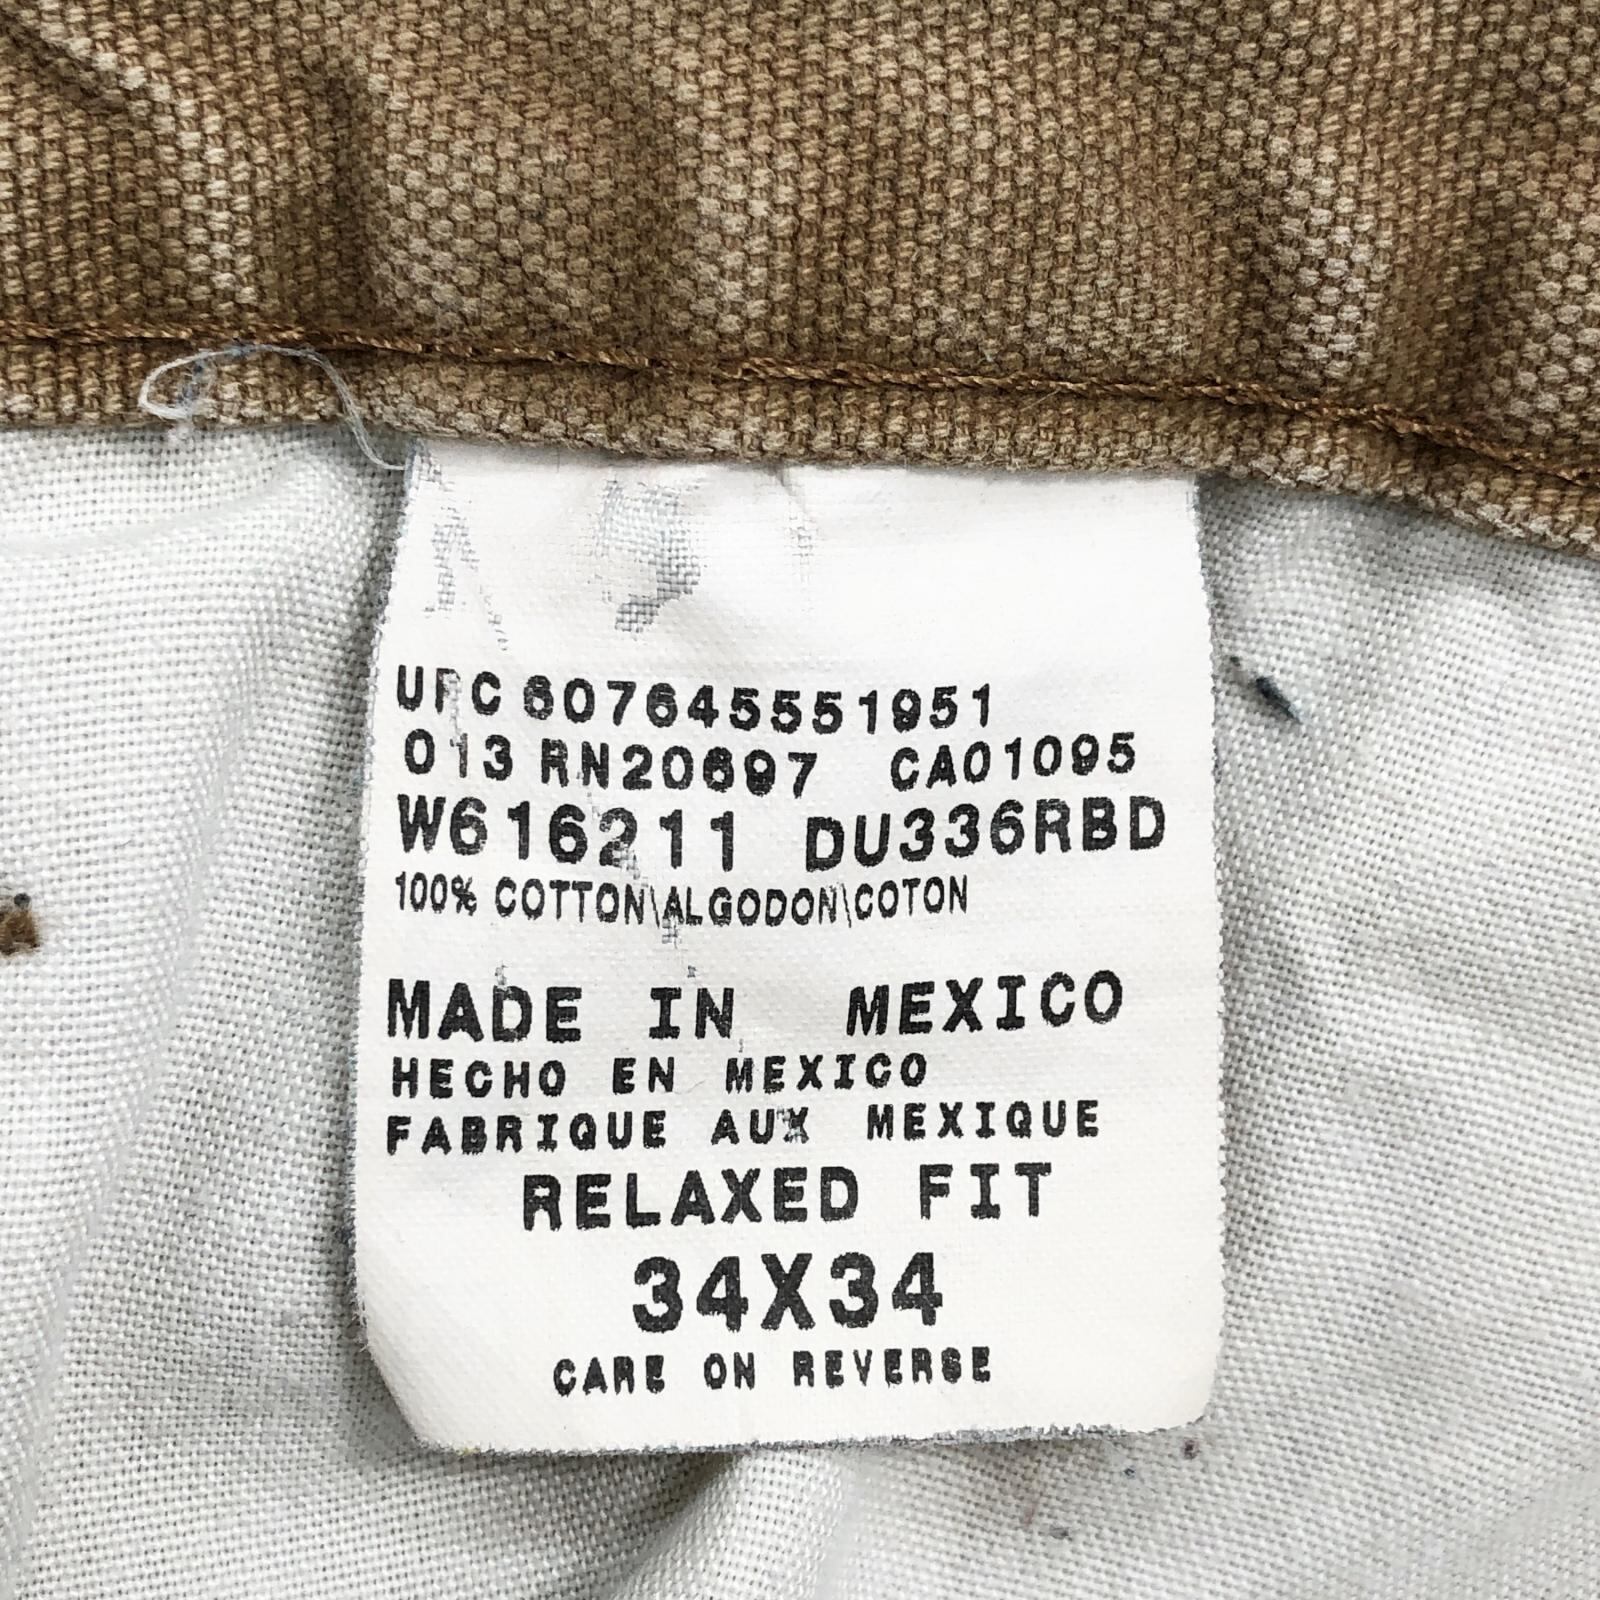 UPC 607645551951
013 RN20697 CA01095
W616211 DU336RBD
100% COTTON\ALGODON\COTON
MADE IN MEXICO
HECHO EN MEXICO
FABRIQUE AUX MEXIQUE
RELAXED FIT
34X34
CARE ON REVERSE